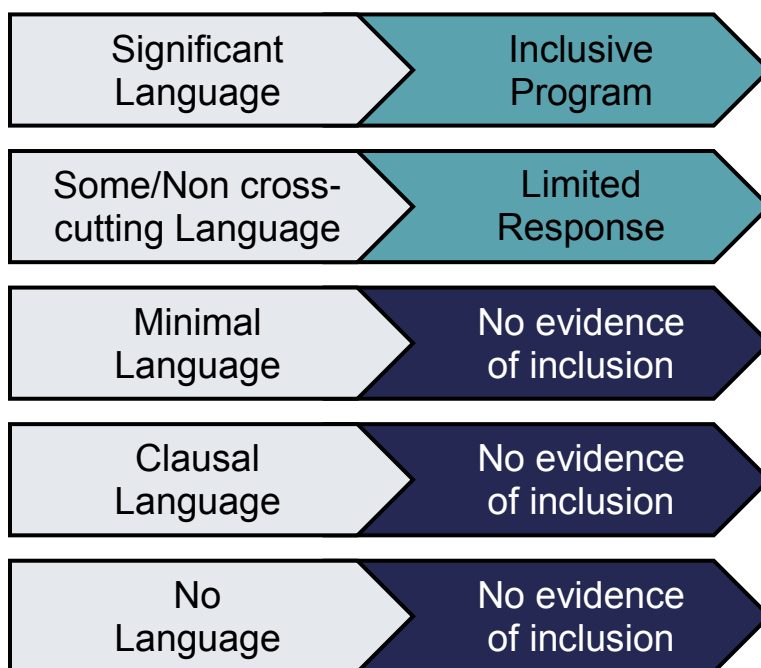 Significant
Language
Inclusive
Program
Some/Non cross-
cutting Language
Limited
Response
Minimal
Language
No evidence
of inclusion
Clausal
Language
No evidence
of inclusion
No
Language
No evidence
of inclusion